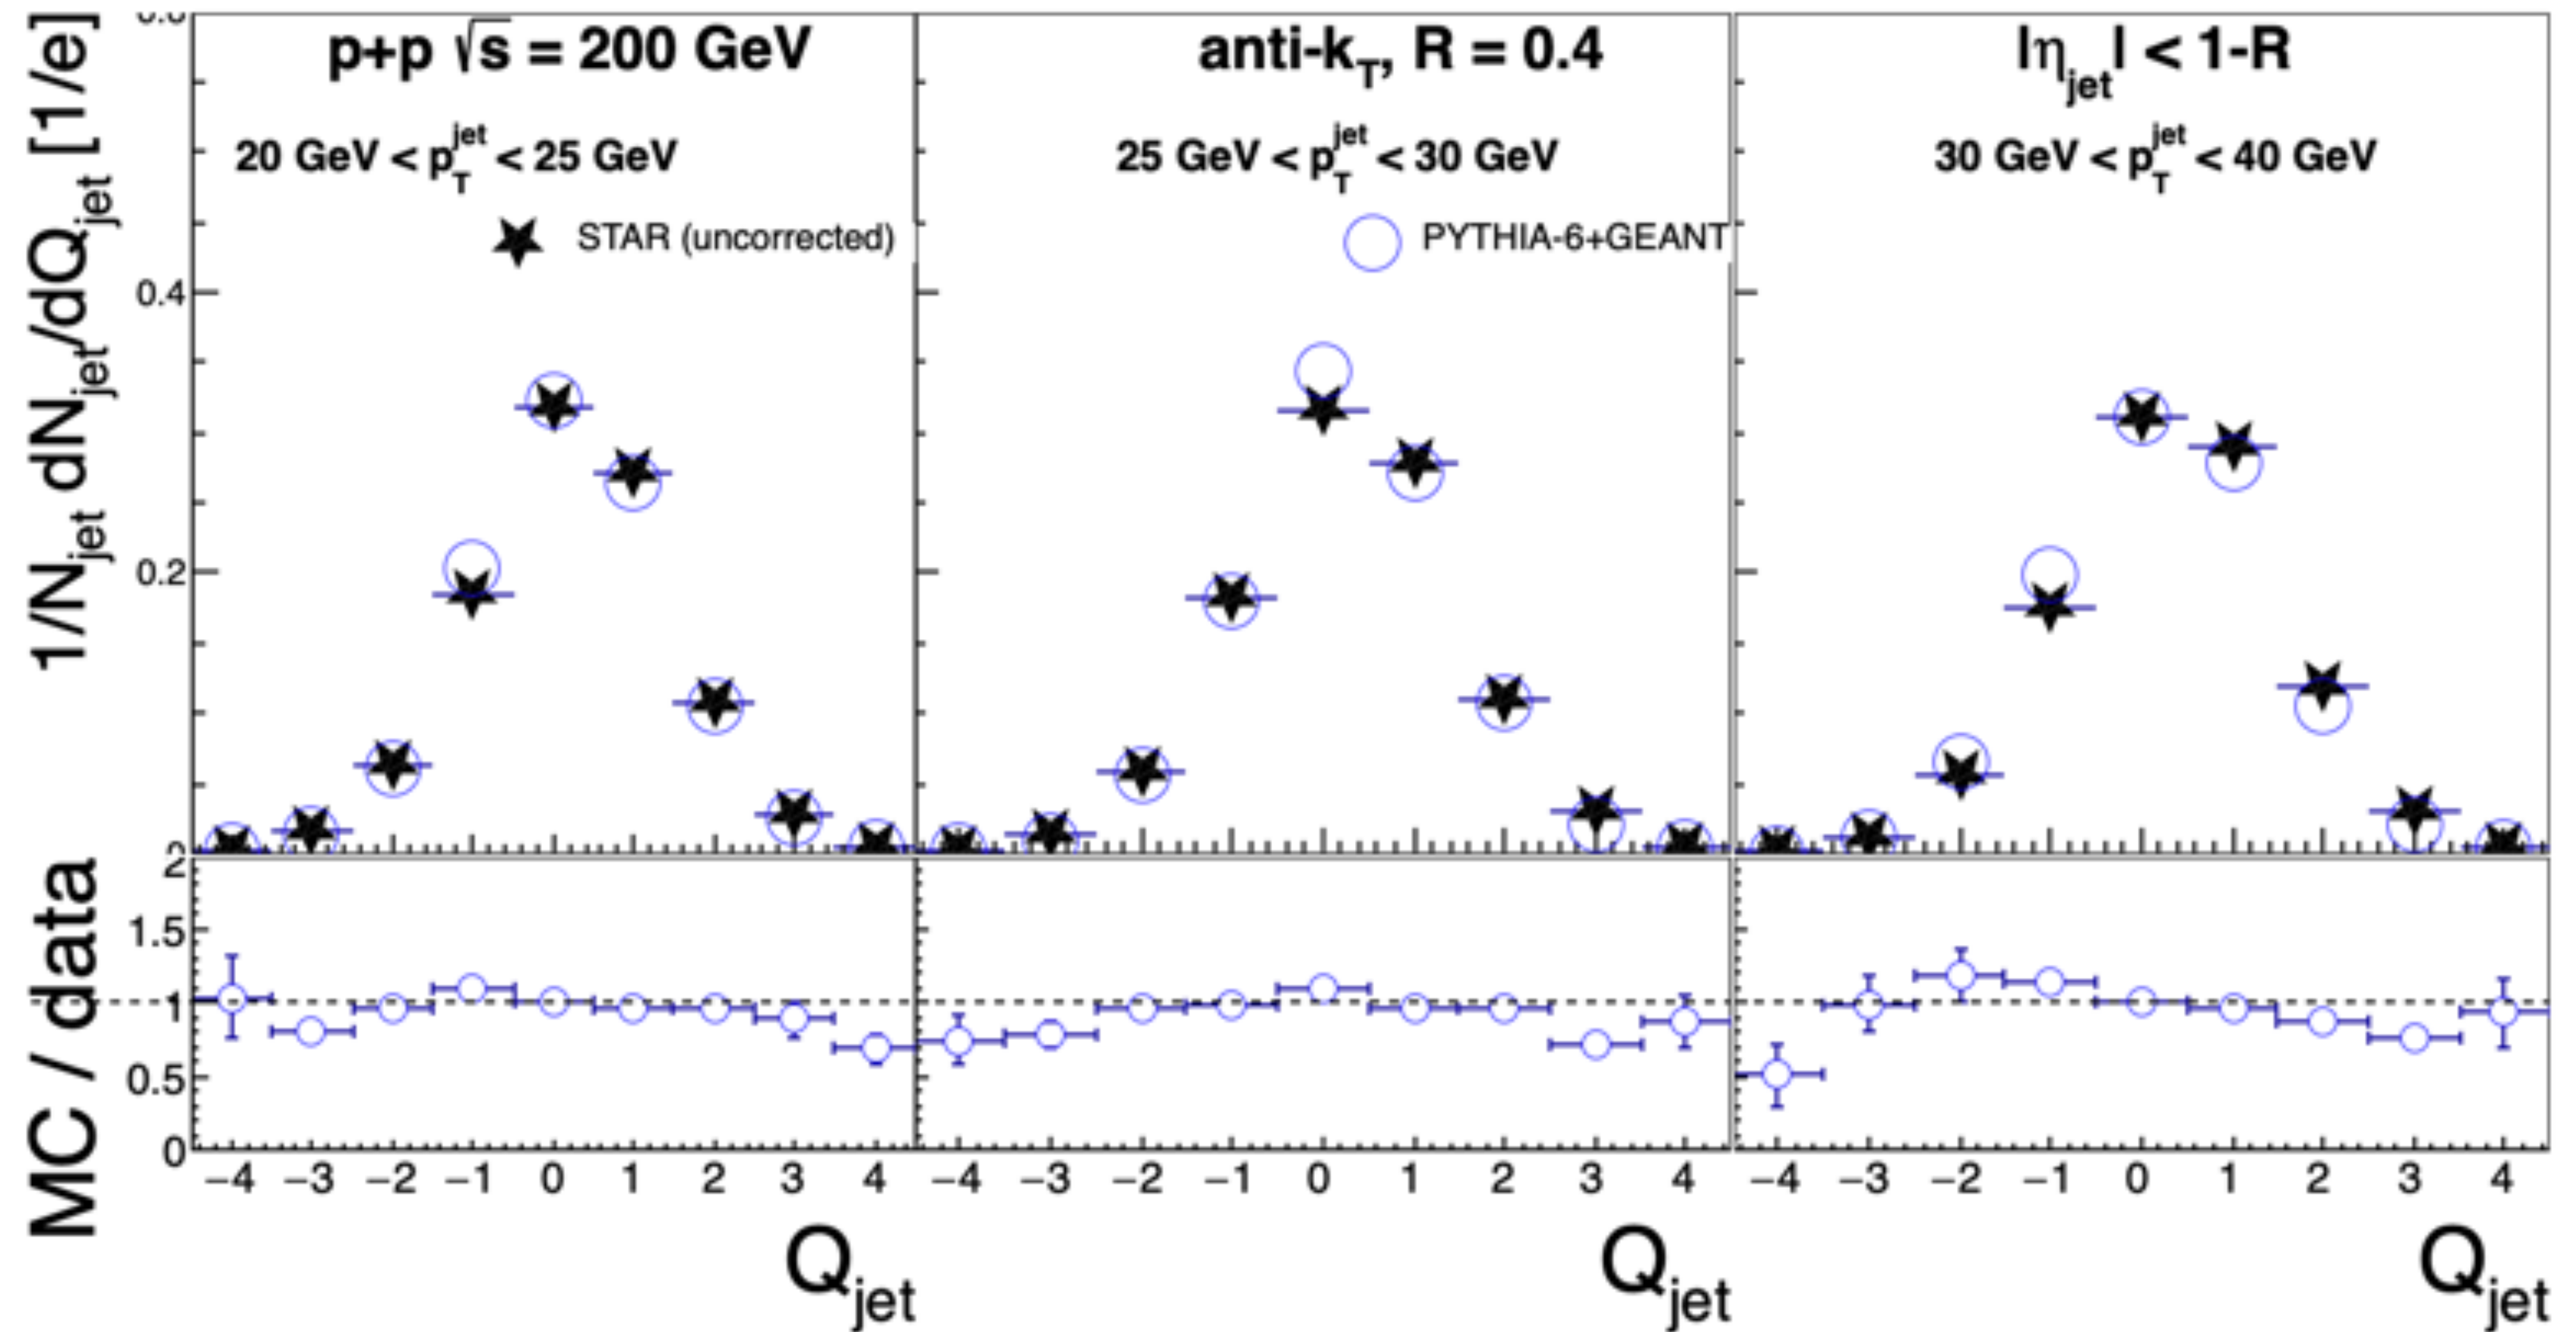 p+p √s = 200 GeV
anti-k_T, R = 0.4
|η_jet| < 1-R
20 GeV < p_T^jet < 25 GeV
25 GeV < p_T^jet < 30 GeV
30 GeV < p_T^jet < 40 GeV
STAR (uncorrected)
PYTHIA-6+GEANT
1/N_jet dN_jet/dQ_jet [1/e]
0.4
0.2
MC / data
2
1.5
1
0.5
0
−4 −3 −2 −1 0 1 2 3 4
−4 −3 −2 −1 0 1 2 3 4
−4 −3 −2 −1 0 1 2 3 4
Q_jet
Q_jet
Q_jet